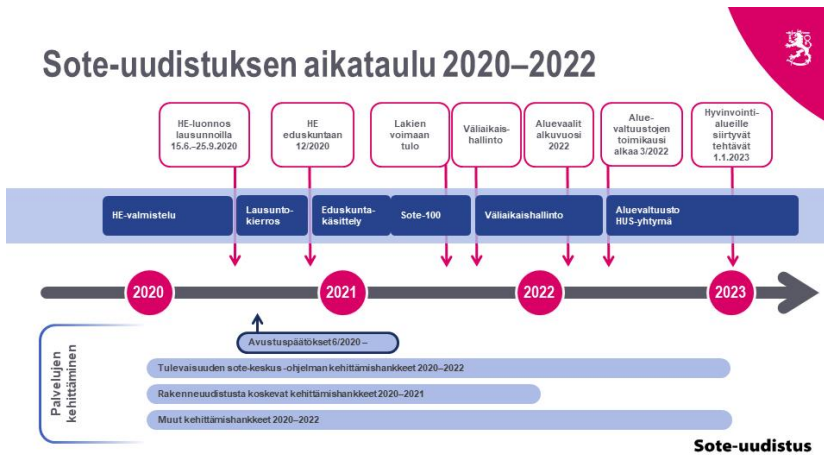 Sote-uudistuksen aikataulu 2020–2022
HE-luonnos
lausunnoilla
15.6.–25.9.2020
HE
eduskuntaan
12/2020
Lakien
voimaan
tulo
Väliaikais-
hallinto
Aluevaalit
alkuvuosi
2022
Alue-
valtuustojen
toimikausi
alkaa 3/2022
Hyvinvointi-
alueille
siirtyvät
tehtävät
1.1.2023
HE-valmistelu
Lausunto-
kierros
Eduskunta-
käsittely
Sote-100
Väliaikaishallinto
Aluevaltuusto
HUS-yhtymä
2020
2021
2022
2023
Palvelujen
kehittäminen
Avustuspäätökset 6/2020 –
Tulevaisuuden sote-keskus -ohjelman kehittämishankkeet 2020–2022
Rakenneuudistusta koskevat kehittämishankkeet 2020–2021
Muut kehittämishankkeet 2020–2022
Sote-uudistus